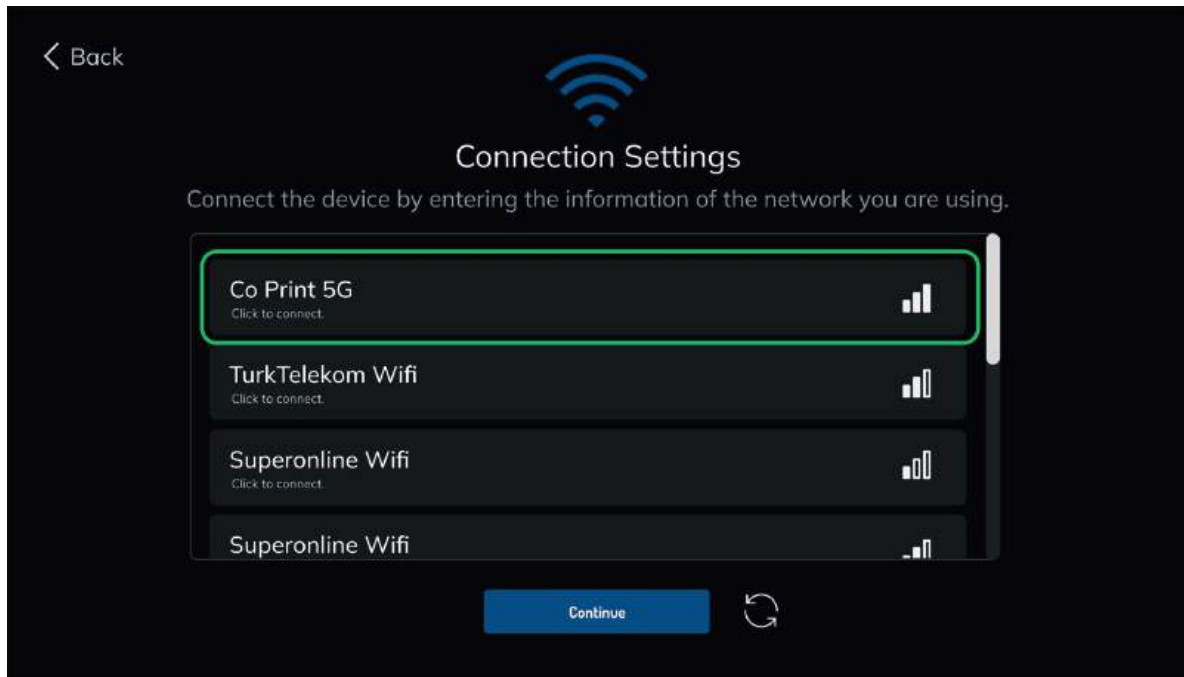 Back
Connection Settings
Connect the device by entering the information of the network you are using.
Co Print 5G
Click to connect.
TurkTelekom Wifi
Click to connect.
Superonline Wifi
Click to connect.
Superonline Wifi
Continue